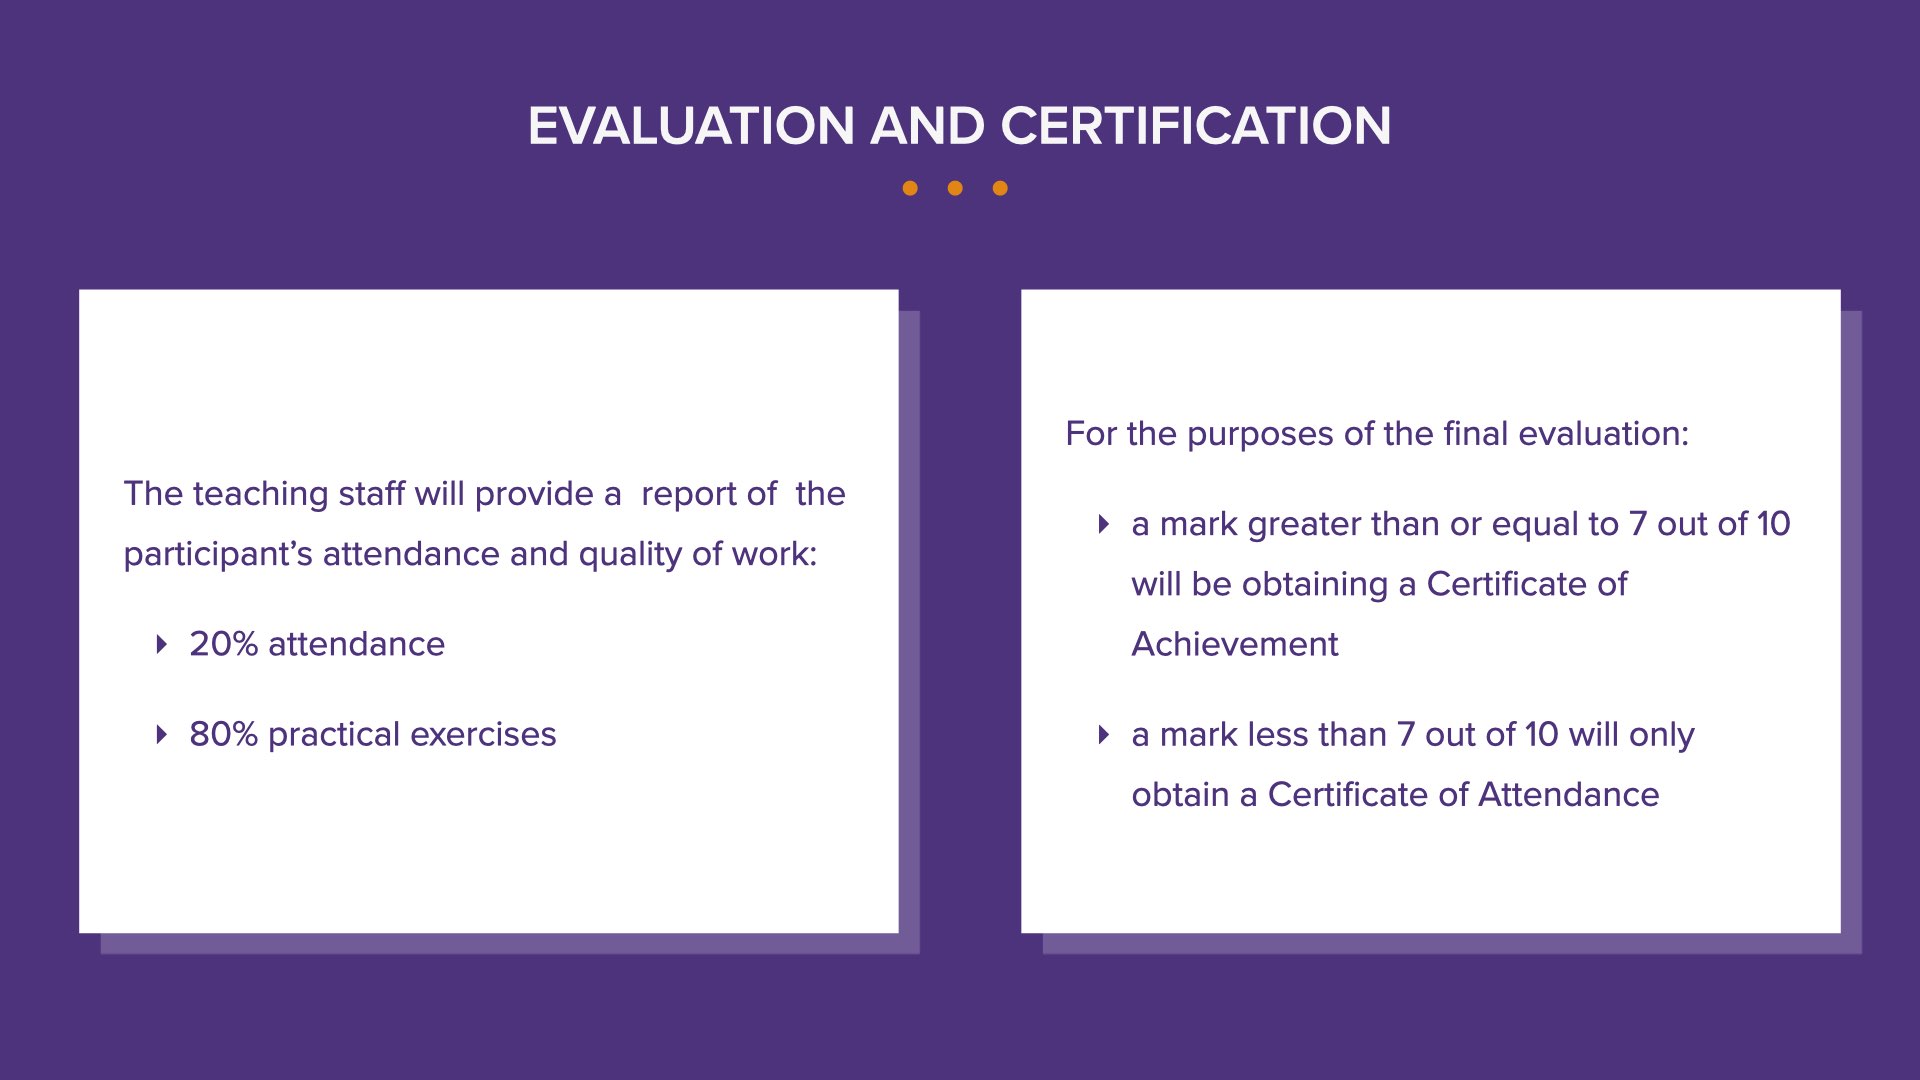 EVALUATION AND CERTIFICATION
The teaching staff will provide a  report of  the
participant’s attendance and quality of work:
20% attendance
80% practical exercises
For the purposes of the final evaluation:
a mark greater than or equal to 7 out of 10
will be obtaining a Certificate of
Achievement
a mark less than 7 out of 10 will only
obtain a Certificate of Attendance